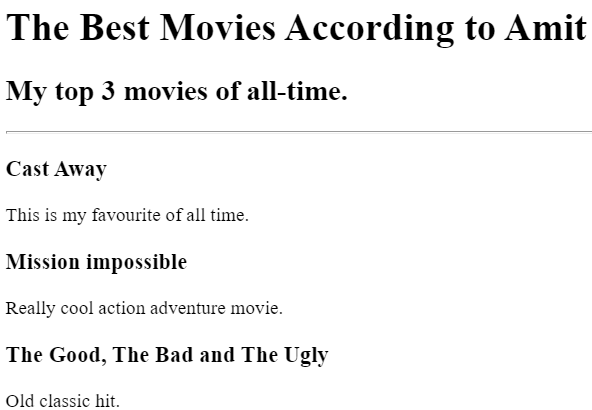 The Best Movies According to Amit
My top 3 movies of all-time.
Cast Away
This is my favourite of all time.
Mission impossible
Really cool action adventure movie.
The Good, The Bad and The Ugly
Old classic hit.